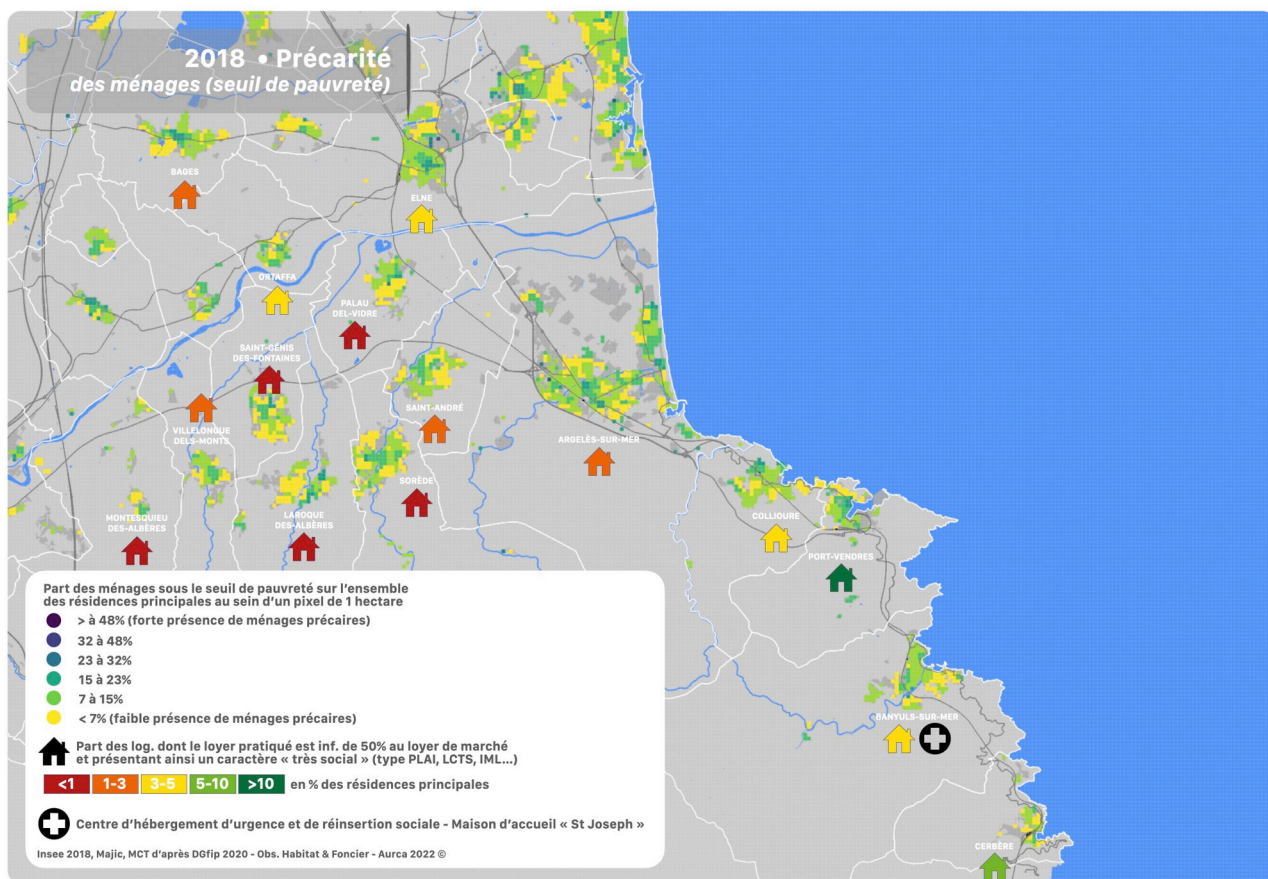 2018 • Précarité
des ménages (seuil de pauvreté)
BAGES
ELNE
ORTAFFA
PALAU
DEL-VIDRE
SAINT-GÉNIS
DES-FONTAINES
VILLELONGUE
DELS-MONTS
SAINT-ANDRÉ
ARGELÈS-SUR-MER
SORÈDE
MONTESQUIEU
DES-ALBÈRES
LAROQUE
DES-ALBÈRES
COLLIOURE
PORT-VENDRES
BANYULS-SUR-MER
CERBÈRE
Part des ménages sous le seuil de pauvreté sur l'ensemble
des résidences principales au sein d'un pixel de 1 hectare
> à 48% (forte présence de ménages précaires)
32 à 48%
23 à 32%
15 à 23%
7 à 15%
< 7% (faible présence de ménages précaires)
Part des log. dont le loyer pratiqué est inf. de 50% au loyer de marché
et présentant ainsi un caractère « très social » (type PLAI, LCTS, IML...)
<1 1-3 3-5 5-10 >10 en % des résidences principales
Centre d'hébergement d'urgence et de réinsertion sociale - Maison d'accueil « St Joseph »
Insee 2018, Majic, MCT d'après DGfip 2020 - Obs. Habitat & Foncier - Aurca 2022 ©